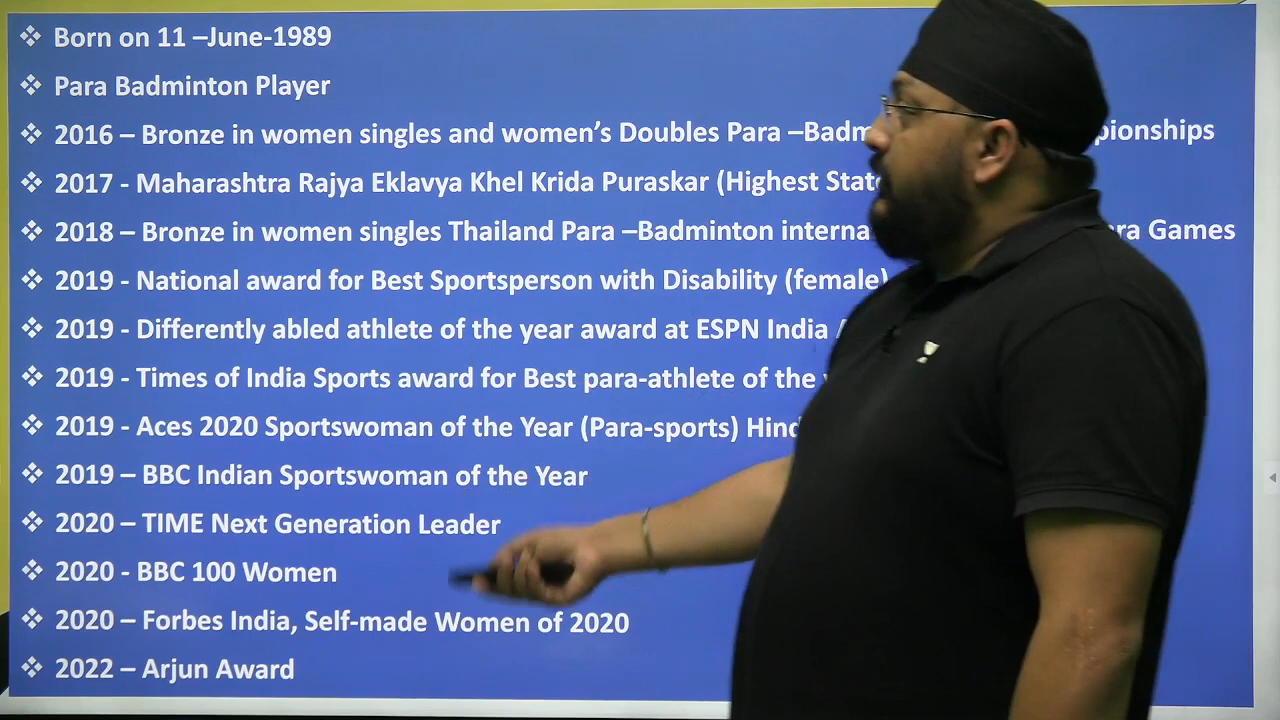 ❖ Born on 11 –June-1989
❖ Para Badminton Player
❖ 2016 – Bronze in women singles and women's Doubles Para –Badm pionships
❖ 2017 - Maharashtra Rajya Eklavya Khel Krida Puraskar (Highest State
❖ 2018 – Bronze in women singles Thailand Para –Badminton interna ra Games
❖ 2019 - National award for Best Sportsperson with Disability (female)
❖ 2019 - Differently abled athlete of the year award at ESPN India
❖ 2019 - Times of India Sports award for Best para-athlete of the
❖ 2019 - Aces 2020 Sportswoman of the Year (Para-sports) Hind
❖ 2019 – BBC Indian Sportswoman of the Year
❖ 2020 – TIME Next Generation Leader
❖ 2020 - BBC 100 Women
❖ 2020 – Forbes India, Self-made Women of 2020
❖ 2022 – Arjun Award